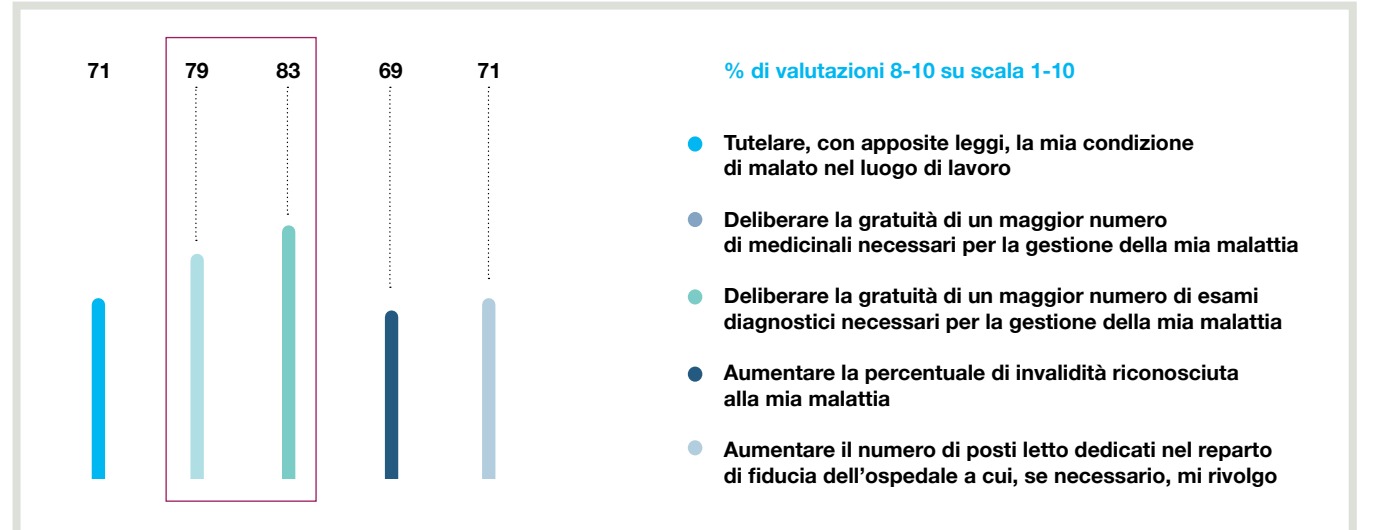 71 79 83 69 71
% di valutazioni 8-10 su scala 1-10
Tutelare, con apposite leggi, la mia condizione
di malato nel luogo di lavoro
Deliberare la gratuità di un maggior numero
di medicinali necessari per la gestione della mia malattia
Deliberare la gratuità di un maggior numero di esami
diagnostici necessari per la gestione della mia malattia
Aumentare la percentuale di invalidità riconosciuta
alla mia malattia
Aumentare il numero di posti letto dedicati nel reparto
di fiducia dell’ospedale a cui, se necessario, mi rivolgo